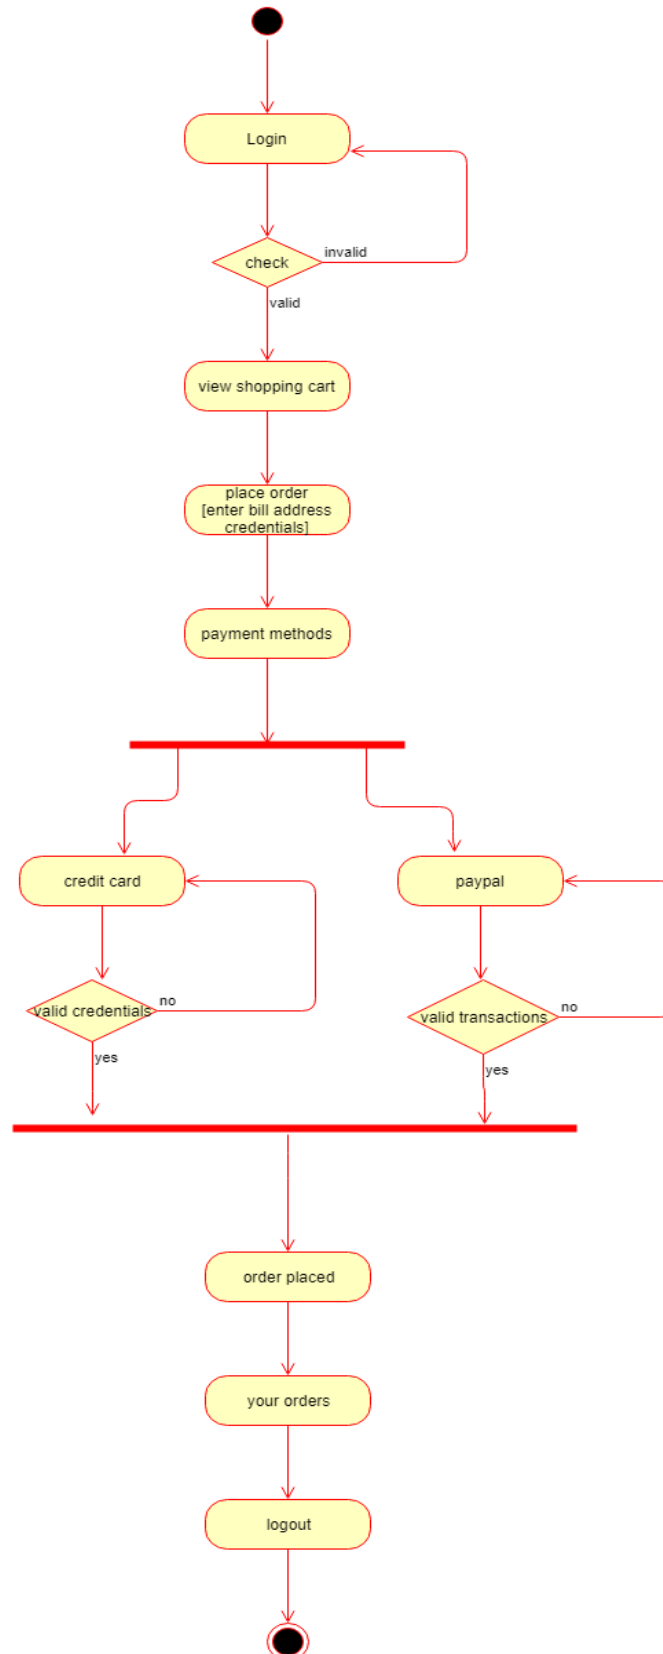 Login
check
invalid
valid
view shopping cart
place order
[enter bill address
credentials]
payment methods
credit card
paypal
valid credentials
no
valid transactions
no
yes
yes
order placed
your orders
logout